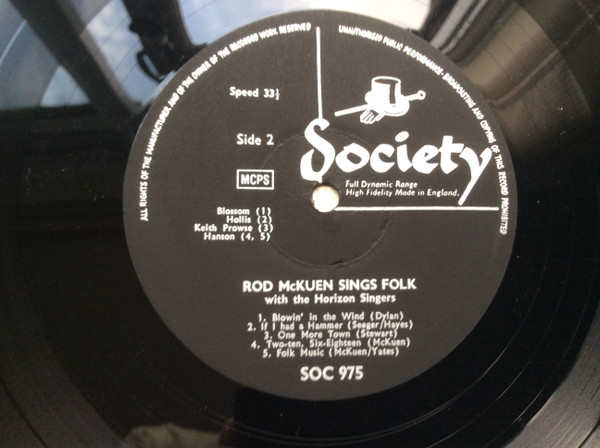 ALL RIGHTS OF THE MANUFACTURER AND OF THE OWNER OF THE RECORDED WORK RESERVED
UNAUTHORISED PUBLIC PERFORMANCE, BROADCASTING AND COPYING OF THIS RECORD PROHIBITED
Speed 33⅓
Side 2
MCPS
Society
Full Dynamic Range
High Fidelity Made in England.
Blossom (1)
Hollis (2)
Keith Prowse (3)
Hanson (4, 5)
ROD McKUEN SINGS FOLK
with the Horizon Singers
1. Blowin' in the Wind (Dylan)
2. If I had a Hammer (Seeger/Hayes)
3. One More Town (Stewart)
4. Two-ten, Six-Eighteen (McKuen)
5. Folk Music (McKuen/Yates)
SOC 975